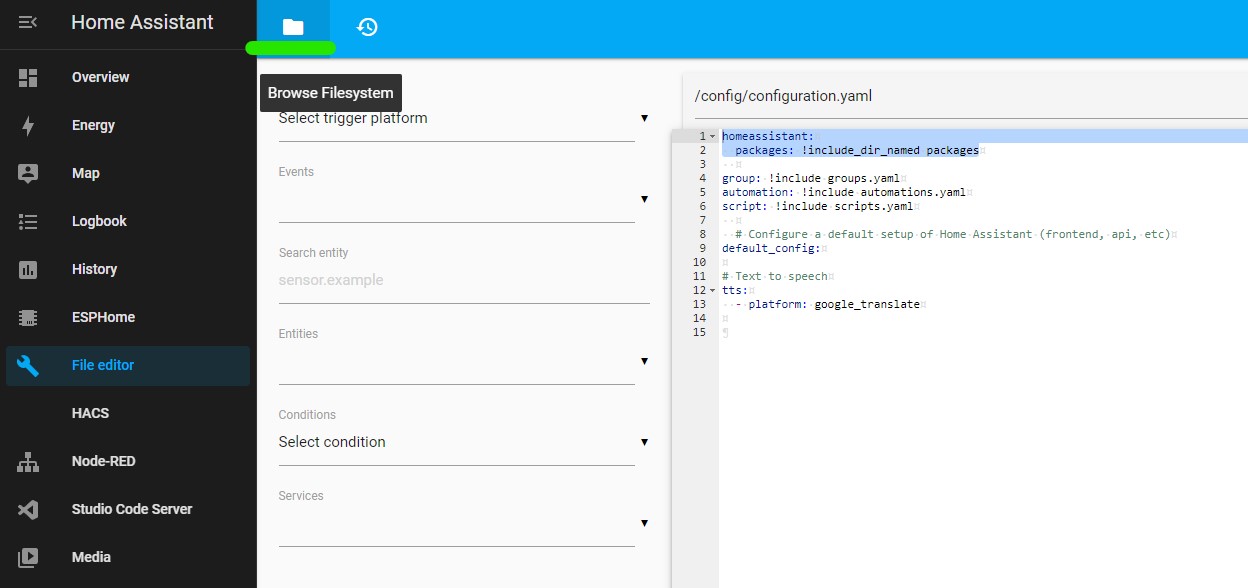 Home Assistant
Overview
Energy
Map
Logbook
History
ESPHome
File editor
HACS
Node-RED
Studio Code Server
Media
Browse Filesystem
Select trigger platform
Events
Search entity
sensor.example
Entities
Conditions
Select condition
Services
/config/configuration.yaml
1 homeassistant:
2   packages: !include_dir_named packages
3
4 group: !include groups.yaml
5 automation: !include automations.yaml
6 script: !include scripts.yaml
7
8   # Configure a default setup of Home Assistant (frontend, api, etc)
9 default_config:
10
11 # Text to speech
12 tts:
13   - platform: google_translate
14
15